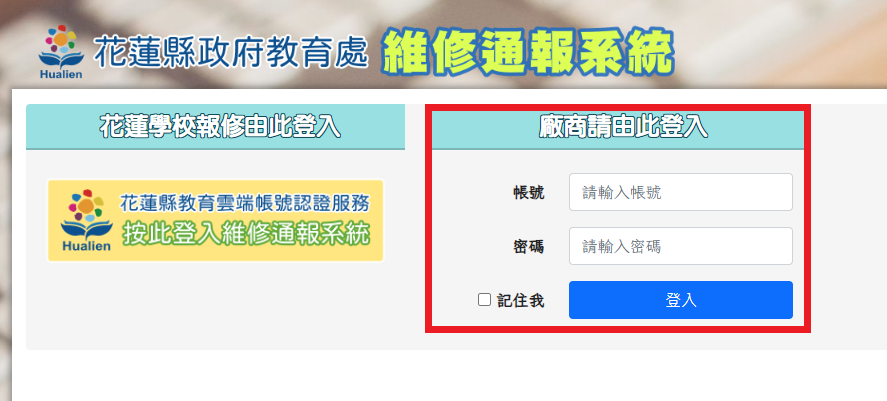 Hualien
花蓮縣政府教育處 維修通報系統
花蓮學校報修由此登入
花蓮縣教育雲端帳號認證服務
Hualien
按此登入維修通報系統
廠商請由此登入
帳號 請輸入帳號
密碼 請輸入密碼
記住我 登入